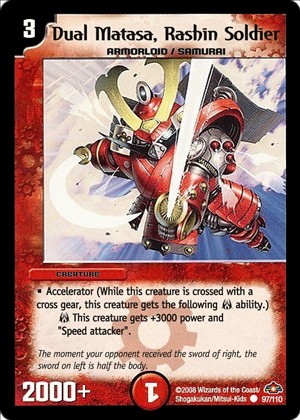 3
Dual Matasa, Rashin Soldier
ARMORLOID / SAMURAI
CREATURE
▪ Accelerator (While this creature is crossed with a
cross gear, this creature gets the following ability.)
This creature gets +3000 power and
"Speed attacker".
The moment your opponent received the sword of right, the
sword on left is half the body.
2000+
1
©2008 Wizards of the Coast/
Shogakukan/Mitsui-Kids
97/110